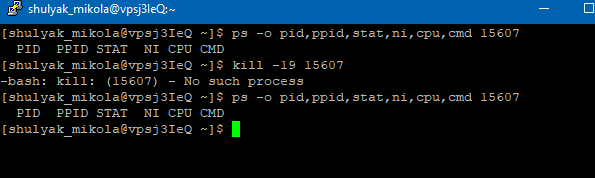 shulyak_mikola@vpsj3IeQ:~
[shulyak_mikola@vpsj3IeQ ~]$ ps -o pid,ppid,stat,ni,cpu,cmd 15607
  PID  PPID STAT  NI CPU CMD
[shulyak_mikola@vpsj3IeQ ~]$ kill -19 15607
-bash: kill: (15607) - No such process
[shulyak_mikola@vpsj3IeQ ~]$ ps -o pid,ppid,stat,ni,cpu,cmd 15607
  PID  PPID STAT  NI CPU CMD
[shulyak_mikola@vpsj3IeQ ~]$